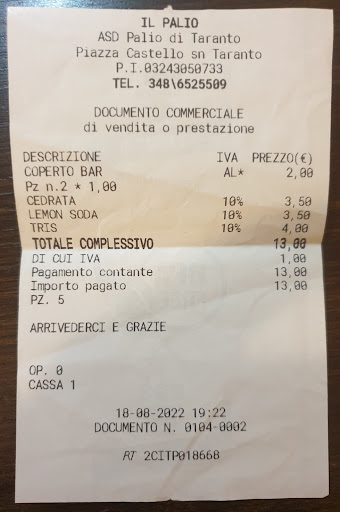 IL PALIO
ASD Palio di Taranto
Piazza Castello sn Taranto
P.I.03243050733
TEL. 348\6525509
DOCUMENTO COMMERCIALE
di vendita o prestazione
DESCRIZIONE IVA PREZZO(€)
COPERTO BAR AL* 2,00
Pz n.2 * 1,00
CEDRATA 10% 3,50
LEMON SODA 10% 3,50
TRIS 10% 4,00
TOTALE COMPLESSIVO 13,00
DI CUI IVA 1,00
Pagamento contante 13,00
Importo pagato 13,00
PZ. 5
ARRIVEDERCI E GRAZIE
OP. 0
CASSA 1
18-08-2022 19:22
DOCUMENTO N. 0104-0002
RT 2CITP018668